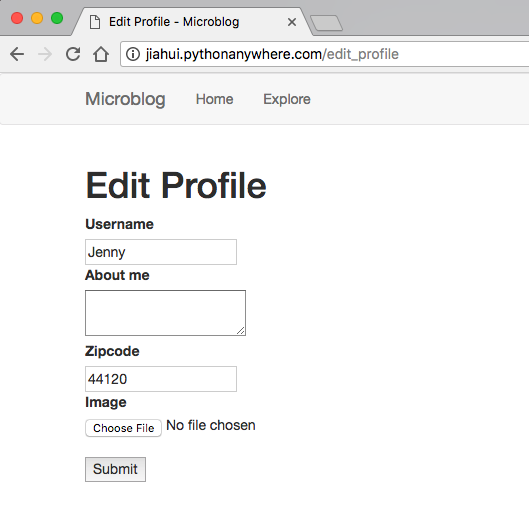 Edit Profile - Microblog
jiahui.pythonanywhere.com/edit_profile
Microblog Home Explore
Edit Profile
Username
Jenny
About me
Zipcode
44120
Image
Choose File No file chosen
Submit